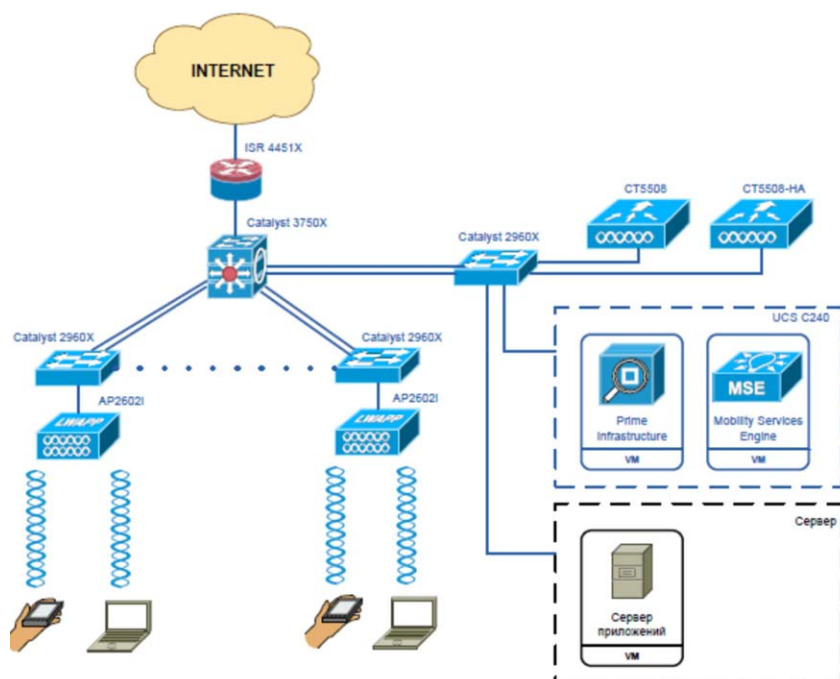 INTERNET
ISR 4451X
Catalyst 3750X
CT5508
CT5508-HA
Catalyst 2960X
UCS C240
Catalyst 2960X
Catalyst 2960X
AP2602I
AP2602I
LWAPP
LWAPP
MSE
Prime
Infrastructure
VM
Mobility Services
Engine
VM
Сервер
Сервер
приложений
VM